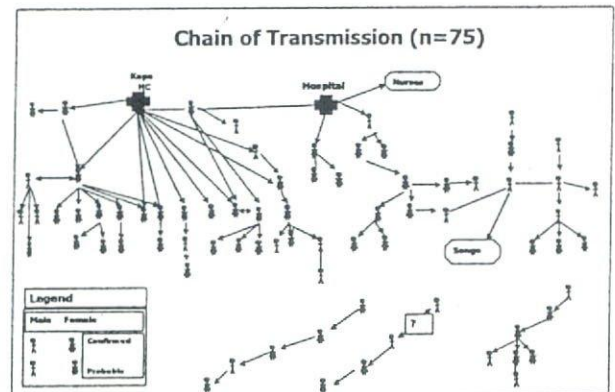 Chain of Transmission (n=75)
Kapo
HC
Hospital
Nurses
Songo
?
Legend
Male Female
Confirmed
Probable